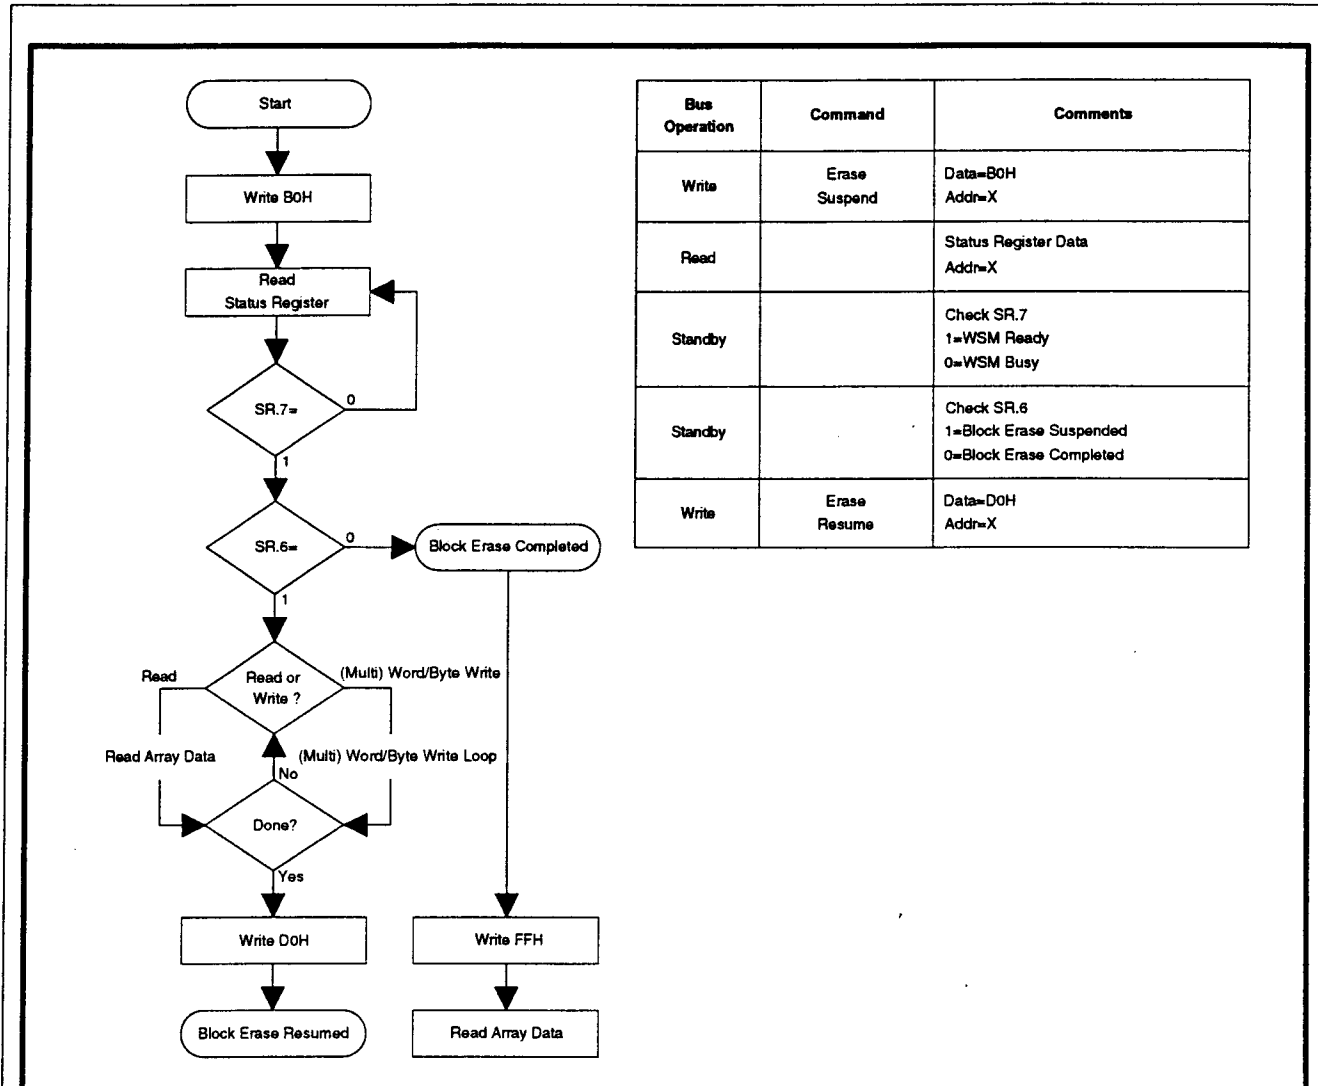 Start
Write B0H
Read
Status Register
SR.7=
0
1
SR.6=
0
Block Erase Completed
1
Read
Read or
Write ?
(Multi) Word/Byte Write
Read Array Data
(Multi) Word/Byte Write Loop
No
Done?
Yes
Write D0H
Write FFH
Block Erase Resumed
Read Array Data
Bus
Operation
Command
Comments
Write
Erase
Suspend
Data=B0H
Addr=X
Read
Status Register Data
Addr=X
Standby
Check SR.7
1=WSM Ready
0=WSM Busy
Standby
Check SR.6
1=Block Erase Suspended
0=Block Erase Completed
Write
Erase
Resume
Data=D0H
Addr=X